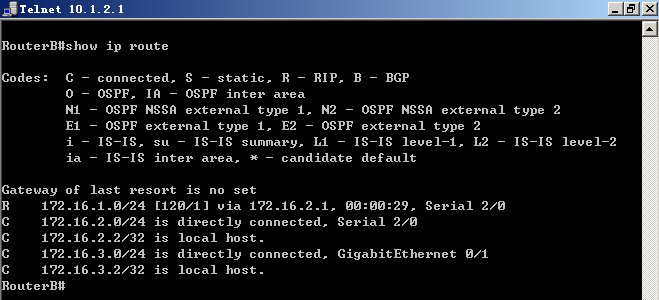 Telnet 10.1.2.1
RouterB#show ip route
Codes:  C - connected, S - static, R - RIP, B - BGP
        O - OSPF, IA - OSPF inter area
        N1 - OSPF NSSA external type 1, N2 - OSPF NSSA external type 2
        E1 - OSPF external type 1, E2 - OSPF external type 2
        i - IS-IS, su - IS-IS summary, L1 - IS-IS level-1, L2 - IS-IS level-2
        ia - IS-IS inter area, * - candidate default
Gateway of last resort is no set
R    172.16.1.0/24 [120/1] via 172.16.2.1, 00:00:29, Serial 2/0
C    172.16.2.0/24 is directly connected, Serial 2/0
C    172.16.2.2/32 is local host.
C    172.16.3.0/24 is directly connected, GigabitEthernet 0/1
C    172.16.3.2/32 is local host.
RouterB#